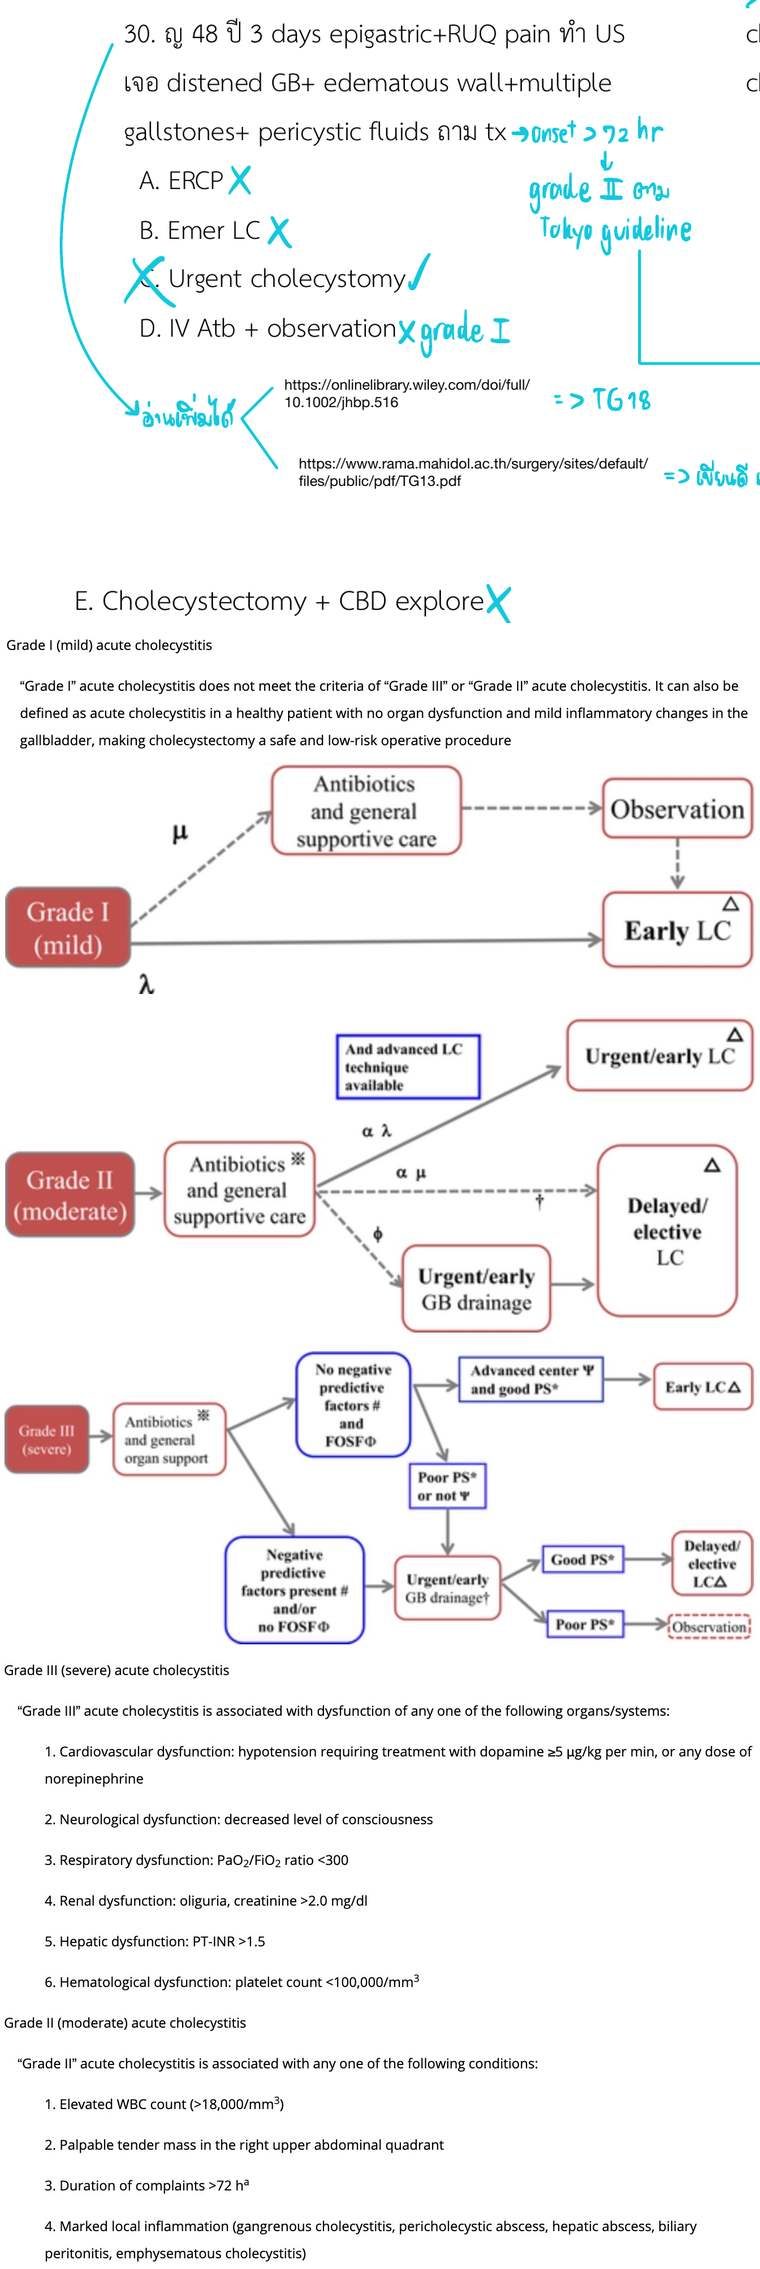 30. ญ 48 ปี 3 days epigastric+RUQ pain ทำ US
เจอ distened GB+ edematous wall+multiple
gallstones+ pericystic fluids ถาม tx → onset > 72 hr
↓
grade II ตาม
Tokyo guideline
A. ERCP X
B. Emer LC X
C. Urgent cholecystomy ✓
D. IV Atb + observation X grade I
อ่านเพิ่มได้
https://onlinelibrary.wiley.com/doi/full/
10.1002/jhbp.516
=> TG18
https://www.rama.mahidol.ac.th/surgery/sites/default/
files/public/pdf/TG13.pdf
=> เขียนดี
E. Cholecystectomy + CBD explore X
Grade I (mild) acute cholecystitis
“Grade I” acute cholecystitis does not meet the criteria of “Grade III” or “Grade II” acute cholecystitis. It can also be
defined as acute cholecystitis in a healthy patient with no organ dysfunction and mild inflammatory changes in the
gallbladder, making cholecystectomy a safe and low-risk operative procedure
Antibiotics
and general
supportive care
Observation
μ
Grade I
(mild)
Early LC
△
λ
And advanced LC
technique
available
Urgent/early LC
△
α λ
Grade II
(moderate)
Antibiotics ※
and general
supportive care
α μ
†
φ
△
Delayed/
elective
LC
Urgent/early
GB drainage
No negative
predictive
factors #
and
FOSFΦ
Advanced center Ψ
and good PS*
Early LC△
Grade III
(severe)
Antibiotics ※
and general
organ support
Poor PS*
or not Ψ
Negative
predictive
factors present #
and/or
no FOSFΦ
Urgent/early
GB drainage†
Good PS*
Delayed/
elective
LC△
Poor PS*
Observation
Grade III (severe) acute cholecystitis
“Grade III” acute cholecystitis is associated with dysfunction of any one of the following organs/systems:
1. Cardiovascular dysfunction: hypotension requiring treatment with dopamine ≥5 μg/kg per min, or any dose of
norepinephrine
2. Neurological dysfunction: decreased level of consciousness
3. Respiratory dysfunction: PaO₂/FiO₂ ratio <300
4. Renal dysfunction: oliguria, creatinine >2.0 mg/dl
5. Hepatic dysfunction: PT-INR >1.5
6. Hematological dysfunction: platelet count <100,000/mm³
Grade II (moderate) acute cholecystitis
“Grade II” acute cholecystitis is associated with any one of the following conditions:
1. Elevated WBC count (>18,000/mm³)
2. Palpable tender mass in the right upper abdominal quadrant
3. Duration of complaints >72 hᵃ
4. Marked local inflammation (gangrenous cholecystitis, pericholecystic abscess, hepatic abscess, biliary
peritonitis, emphysematous cholecystitis)